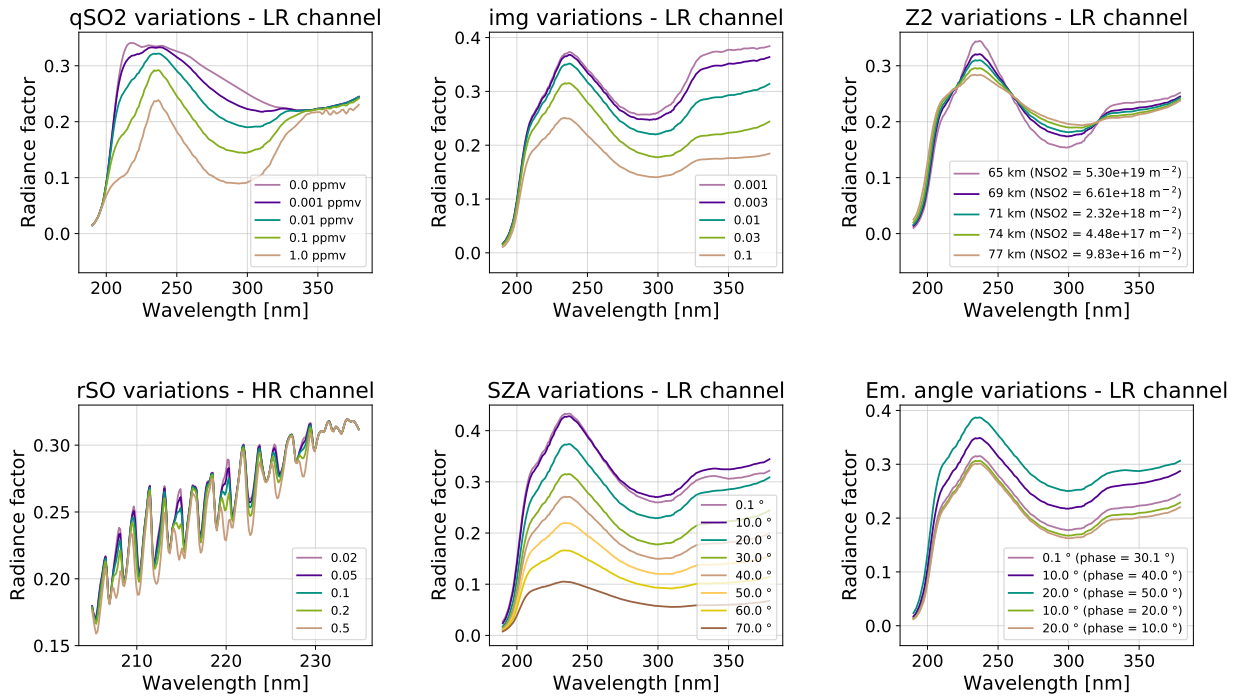 qSO2 variations - LR channel
Radiance factor
0.3
0.2
0.1
0.0
0.0 ppmv
0.001 ppmv
0.01 ppmv
0.1 ppmv
1.0 ppmv
200 250 300 350
Wavelength [nm]
img variations - LR channel
Radiance factor
0.4
0.3
0.2
0.1
0.0
0.001
0.003
0.01
0.03
0.1
200 250 300 350
Wavelength [nm]
Z2 variations - LR channel
Radiance factor
0.3
0.2
0.1
0.0
65 km (NSO2 = 5.30e+19 m⁻²)
69 km (NSO2 = 6.61e+18 m⁻²)
71 km (NSO2 = 2.32e+18 m⁻²)
74 km (NSO2 = 4.48e+17 m⁻²)
77 km (NSO2 = 9.83e+16 m⁻²)
200 250 300 350
Wavelength [nm]
rSO variations - HR channel
Radiance factor
0.30
0.25
0.20
0.15
0.02
0.05
0.1
0.2
0.5
210 220 230
Wavelength [nm]
SZA variations - LR channel
Radiance factor
0.4
0.3
0.2
0.1
0.0
0.1 °
10.0 °
20.0 °
30.0 °
40.0 °
50.0 °
60.0 °
70.0 °
200 250 300 350
Wavelength [nm]
Em. angle variations - LR channel
Radiance factor
0.4
0.3
0.2
0.1
0.0
0.1 ° (phase = 30.1 °)
10.0 ° (phase = 40.0 °)
20.0 ° (phase = 50.0 °)
10.0 ° (phase = 20.0 °)
20.0 ° (phase = 10.0 °)
200 250 300 350
Wavelength [nm]